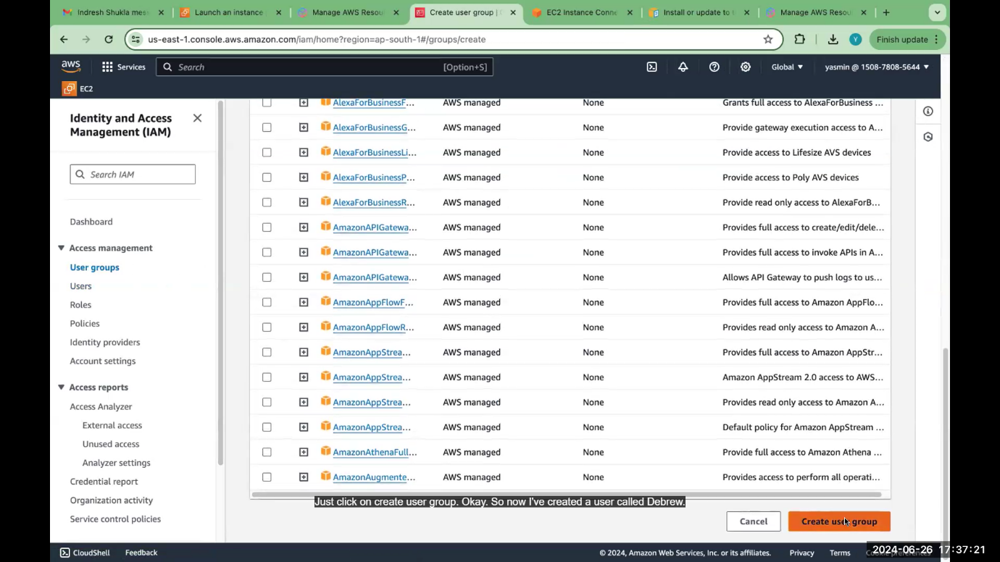 Indresh Shukla mess
Launch an instance
Manage AWS Resou
Create user group | I
EC2 Instance Conne
Install or update to t
Manage AWS Resou
us-east-1.console.aws.amazon.com/iam/home?region=ap-south-1#/groups/create
Y
Finish update
aws
Services
Search
[Option+S]
Global
yasmin @ 1508-7808-5644
EC2
Identity and Access Management (IAM)
Search IAM
Dashboard
Access management
User groups
Users
Roles
Policies
Identity providers
Account settings
Access reports
Access Analyzer
External access
Unused access
Analyzer settings
Credential report
Organization activity
Service control policies
AlexaForBusinessF... AWS managed None Grants full access to AlexaForBusiness ...
AlexaForBusinessG... AWS managed None Provide gateway execution access to A...
AlexaForBusinessLi... AWS managed None Provide access to Lifesize AVS devices
AlexaForBusinessP... AWS managed None Provide access to Poly AVS devices
AlexaForBusinessR... AWS managed None Provide read only access to AlexaForB...
AmazonAPIGatewa... AWS managed None Provides full access to create/edit/dele...
AmazonAPIGatewa... AWS managed None Provides full access to invoke APIs in A...
AmazonAPIGatewa... AWS managed None Allows API Gateway to push logs to us...
AmazonAppFlowF... AWS managed None Provides full access to Amazon AppFlo...
AmazonAppFlowR... AWS managed None Provides read only access to Amazon A...
AmazonAppStrea... AWS managed None Provides full access to Amazon AppStr...
AmazonAppStrea... AWS managed None Amazon AppStream 2.0 access to AWS...
AmazonAppStrea... AWS managed None Provides read only access to Amazon A...
AmazonAppStrea... AWS managed None Default policy for Amazon AppStream ...
AmazonAthenaFull... AWS managed None Provide full access to Amazon Athena ...
AmazonAugmente... AWS managed None Provides access to perform all operati...
Just click on create user group. Okay. So now I've created a user called Debrew.
Cancel
Create user group
CloudShell
Feedback
© 2024, Amazon Web Services, Inc. or its affiliates.
Privacy
Terms
Cookie preferences
2024-06-26 17:37:21